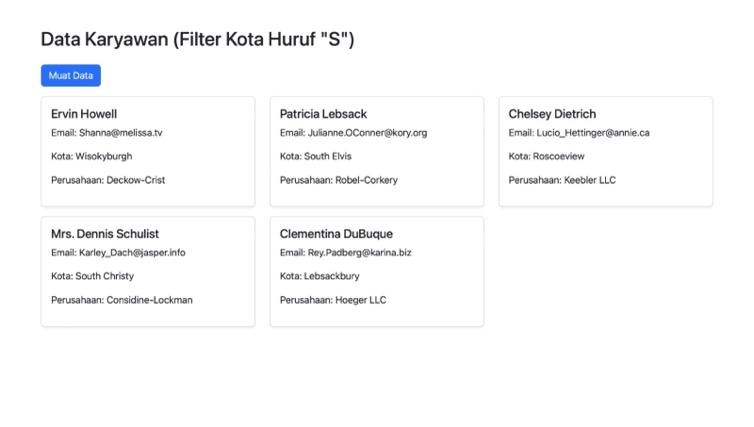 Data Karyawan (Filter Kota Huruf "S")
Muat Data
Ervin Howell
Email: Shanna@melissa.tv
Kota: Wisokyburgh
Perusahaan: Deckow-Crist
Patricia Lebsack
Email: Julianne.OConner@kory.org
Kota: South Elvis
Perusahaan: Robel-Corkery
Chelsey Dietrich
Email: Lucio_Hettinger@annie.ca
Kota: Roscoeview
Perusahaan: Keebler LLC
Mrs. Dennis Schulist
Email: Karley_Dach@jasper.info
Kota: South Christy
Perusahaan: Considine-Lockman
Clementina DuBuque
Email: Rey.Padberg@karina.biz
Kota: Lebsackbury
Perusahaan: Hoeger LLC